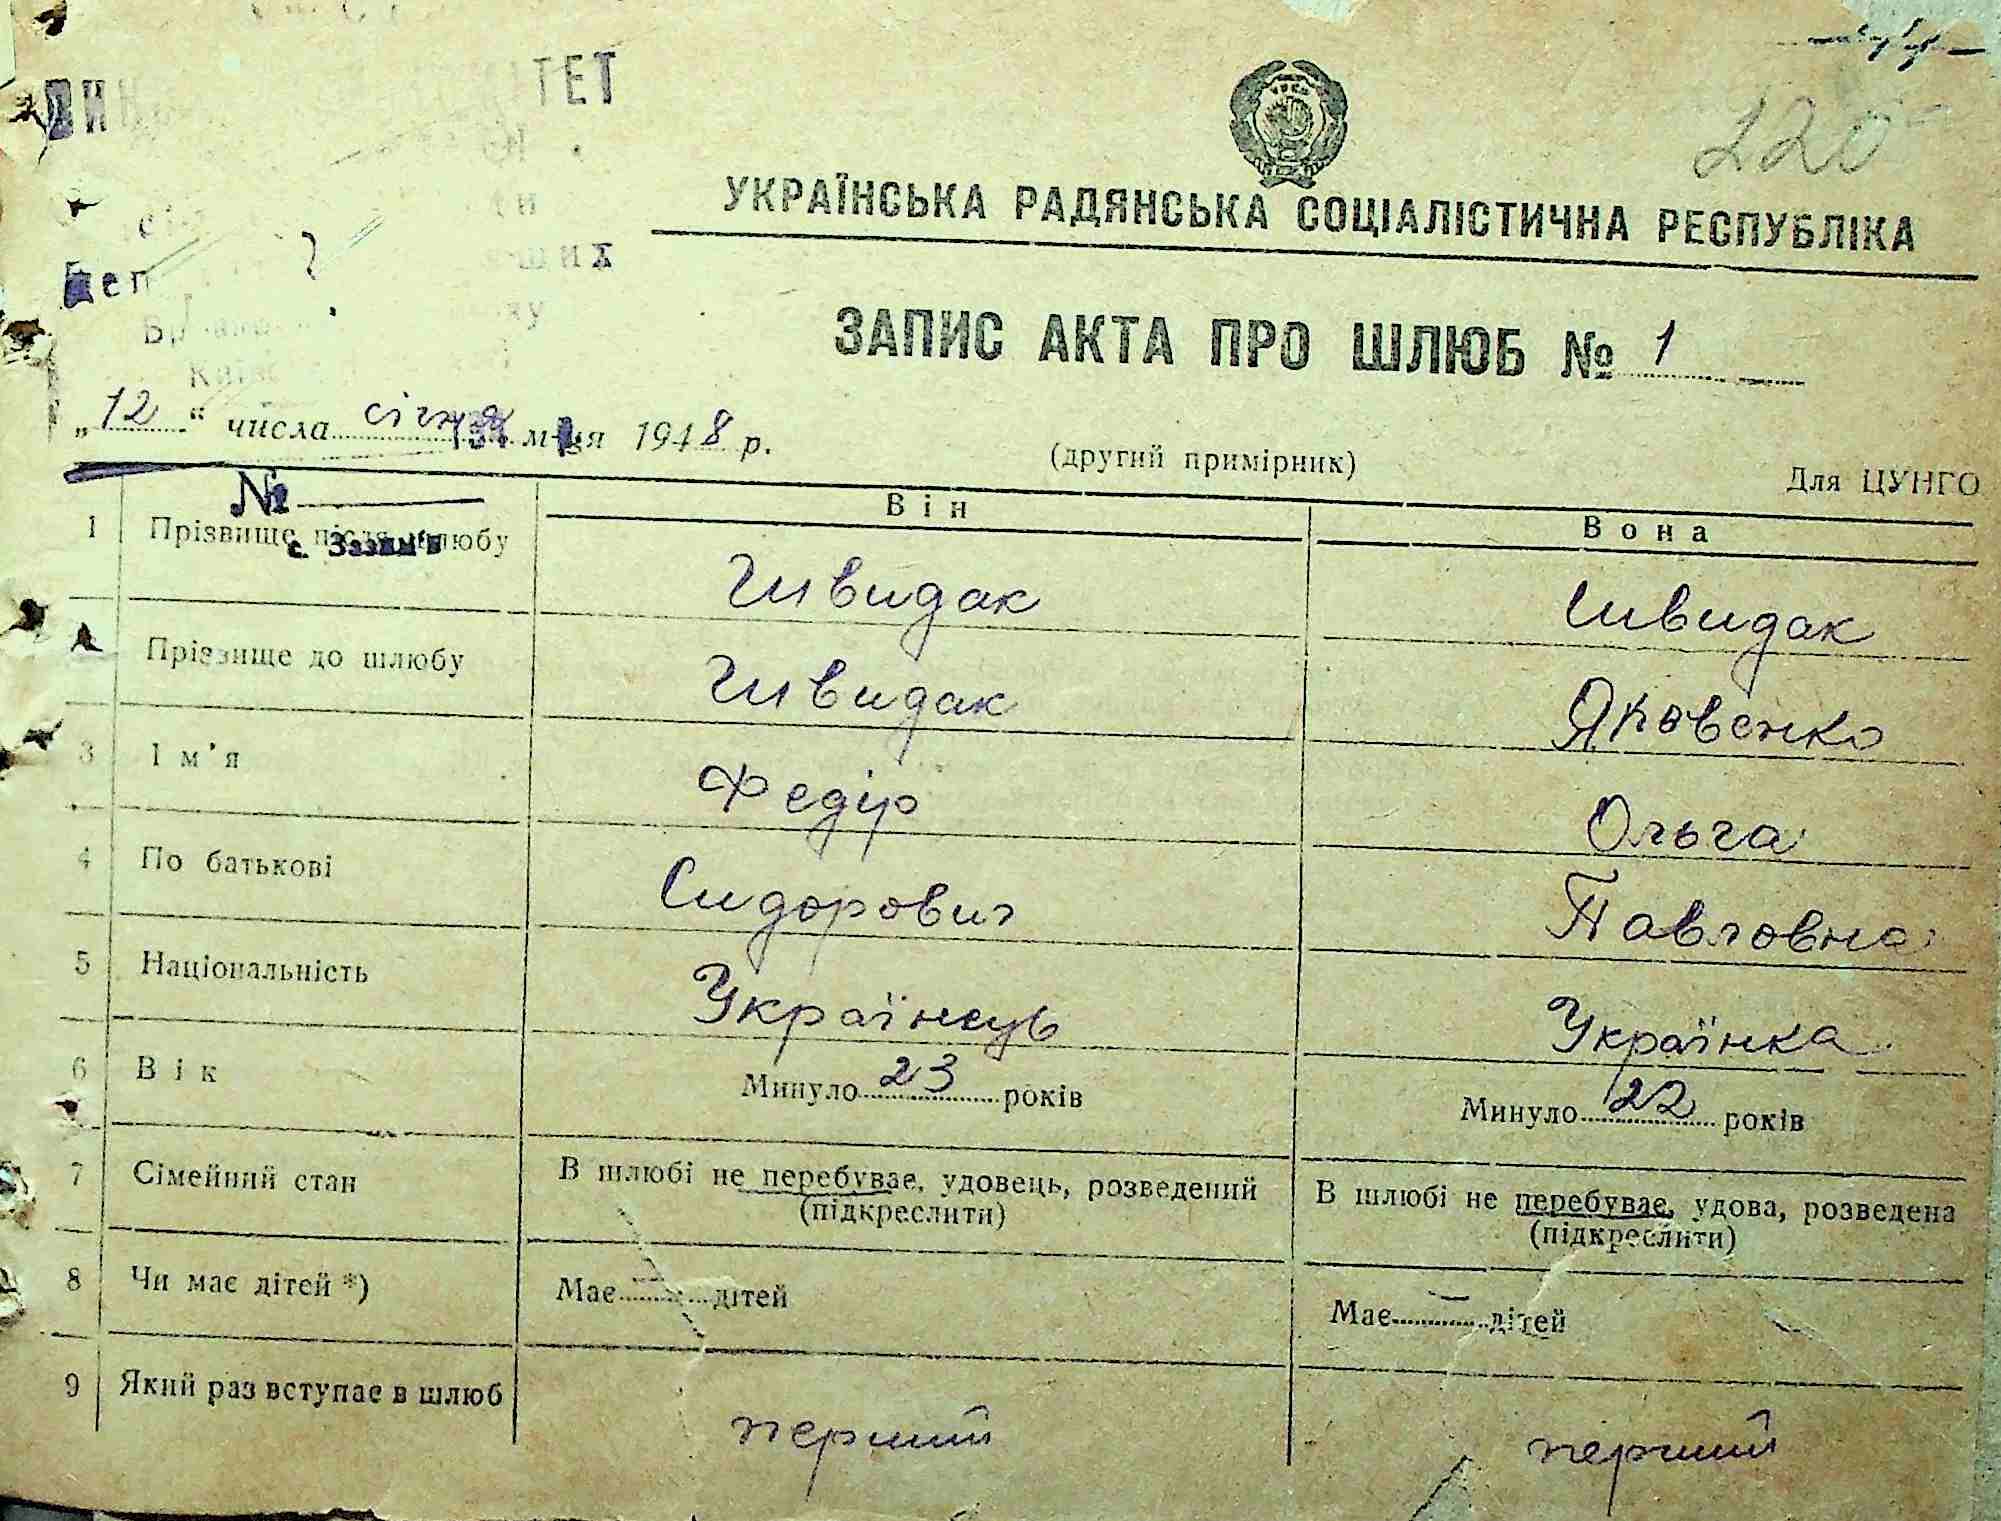 220
УКРАЇНСЬКА РАДЯНСЬКА СОЦІАЛІСТИЧНА РЕСПУБЛІКА
ЗАПИС АКТА ПРО ШЛЮБ № 1
„12“ числа січня м-ця 1948 р.
(другий примірник)
Для ЦУНГО
№
с. Зазим'я
Він Вона
1 Прізвище після шлюбу Швидак Швидак
Прізвище до шлюбу Швидак Яковенко
3 Ім'я Федір Ольга
4 По батькові Сидорович Павловна
5 Національність Українець Українка
6 Вік Минуло 23 років Минуло 22 років
7 Сімейний стан В шлюбі не перебуває, удовець, розведений (підкреслити) В шлюбі не перебуває, удова, розведена (підкреслити)
8 Чи має дітей *) Має — дітей Має — дітей
9 Який раз вступає в шлюб перший перший